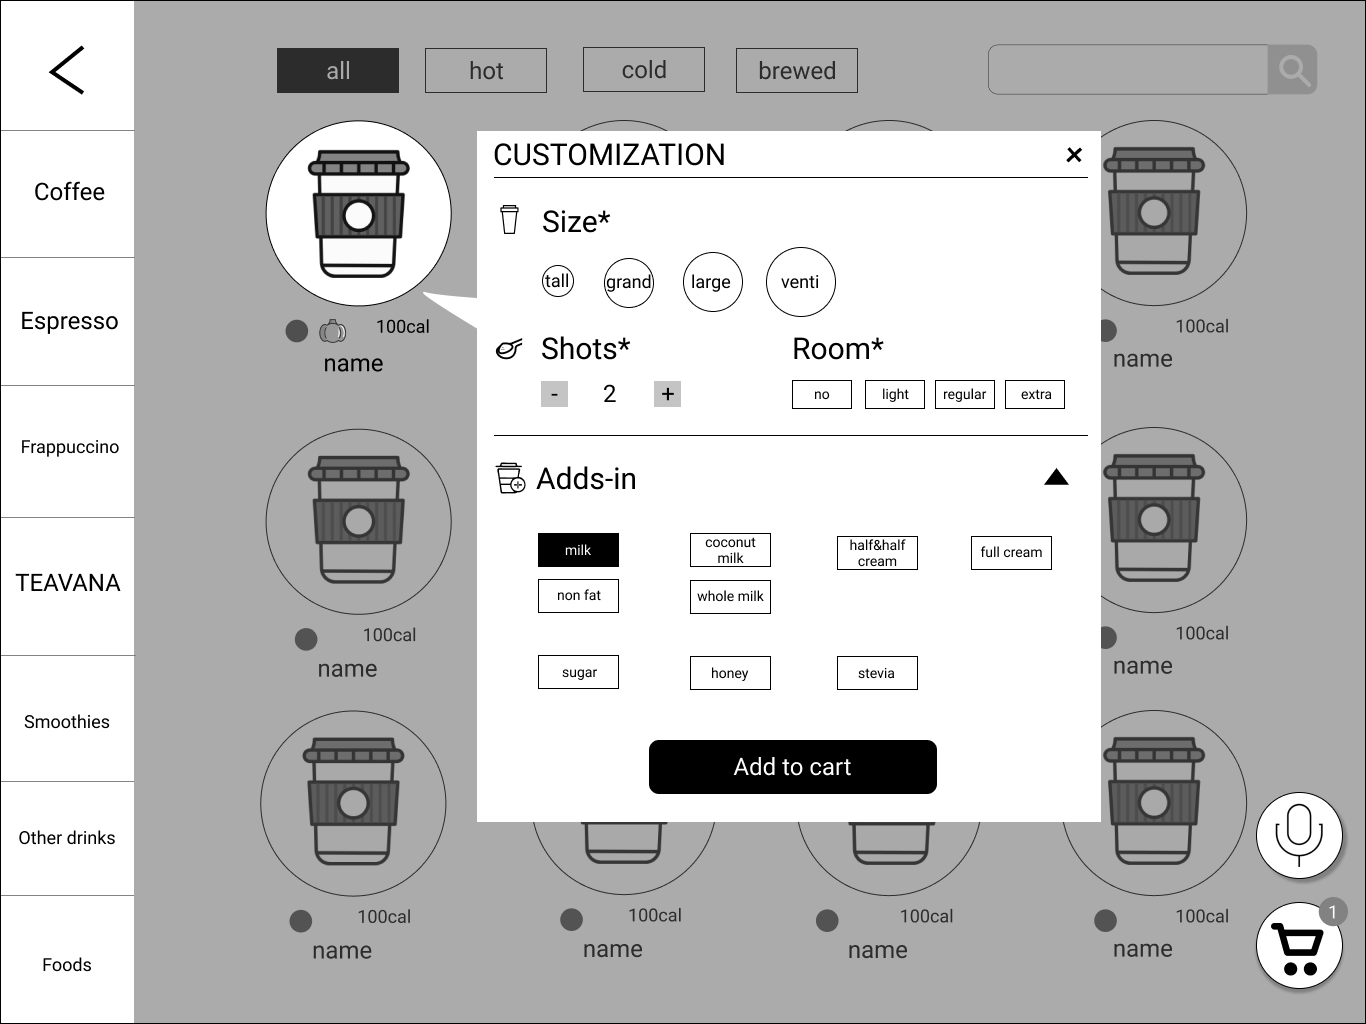 all
hot
cold
brewed
Coffee
Espresso
Frappuccino
TEAVANA
Smoothies
Other drinks
Foods
100cal
name
100cal
name
100cal
name
CUSTOMIZATION
×
Size*
tall
grand
large
venti
Shots*
- 2 +
Room*
no
light
regular
extra
Adds-in
milk
coconut
milk
half&half
cream
full cream
non fat
whole milk
sugar
honey
stevia
Add to cart
100cal
name
100cal
name
100cal
name
100cal
name
100cal
name
1